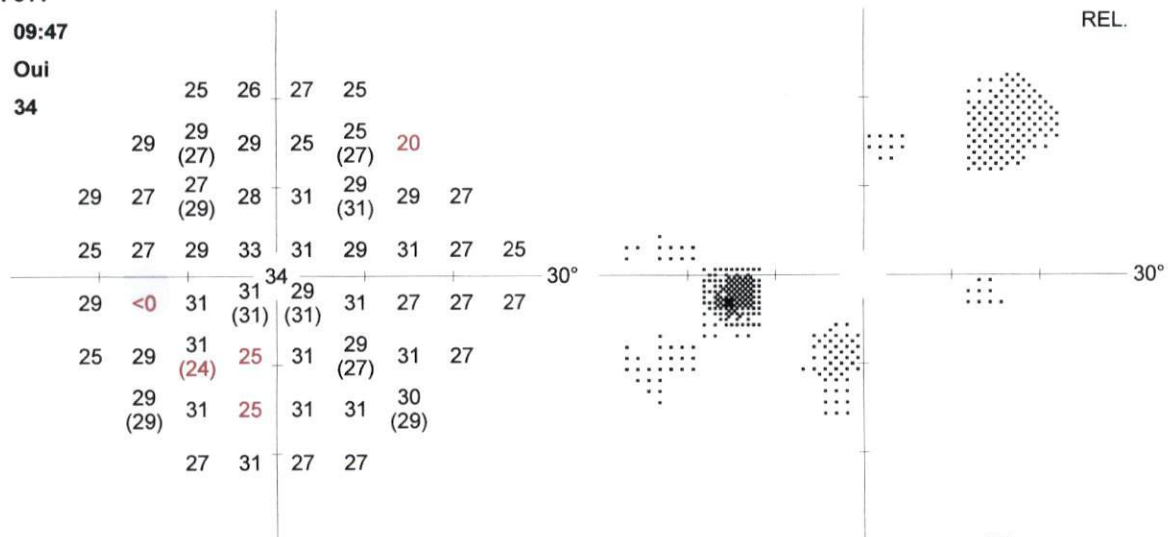 REL.
09:47
Oui
34
25 26 27 25
29 29 29 25 25 20
(27) (27)
29 27 27 28 31 29 29 27
(29) (31)
25 27 29 33 31 29 31 27 25
34 30° 30°
29 <0 31 31 29 31 27 27 27
(31) (31)
25 29 31 25 31 29 31 27
(24) (27)
29 31 25 31 31 30
(29) (29)
27 31 27 27